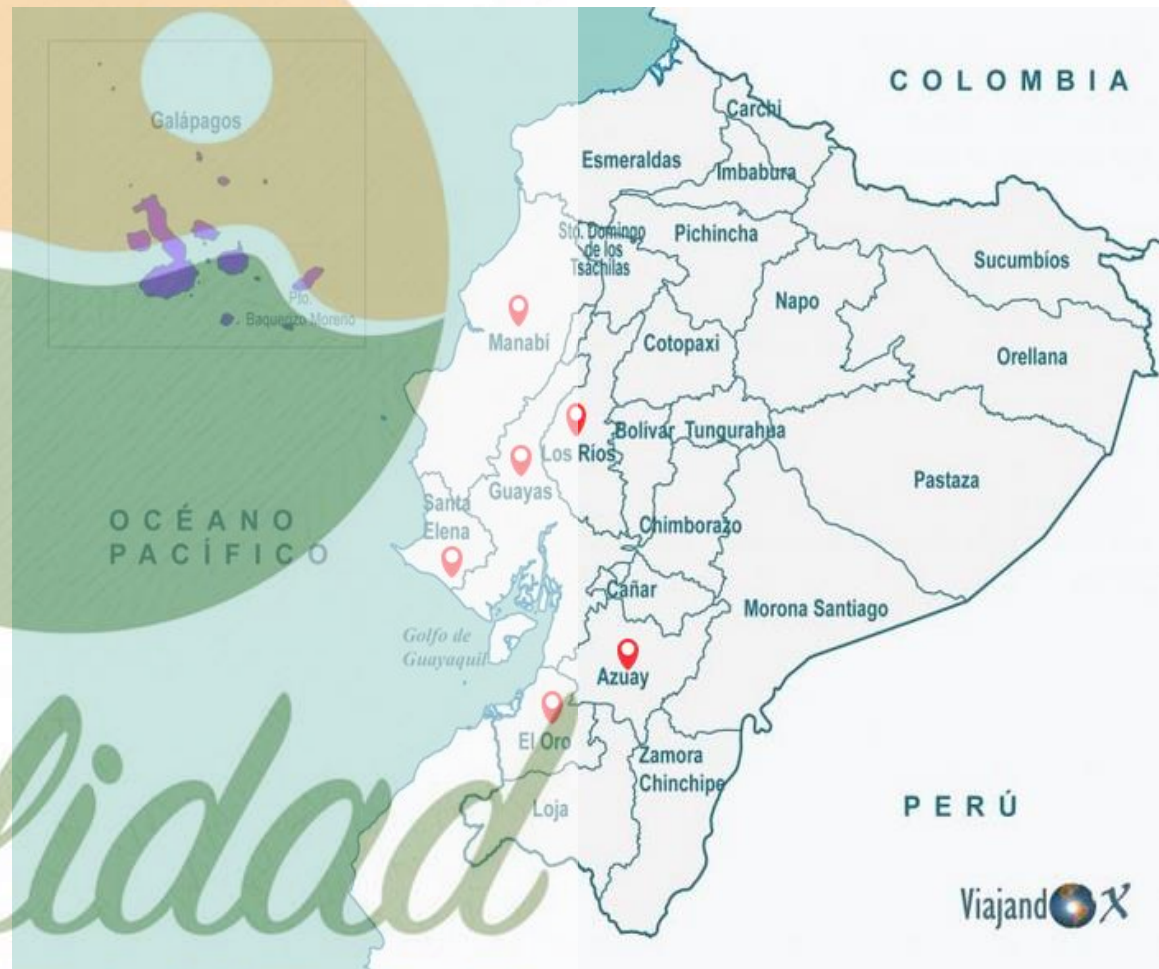 COLOMBIA
Carchi
Galápagos
Esmeraldas
Imbabura
Sto. Domingo
de los
Tsáchilas
Pichincha
Sucumbíos
Napo
Pto.
Baquerizo Moreno
Manabí
Cotopaxi
Orellana
Bolívar
Tungurahua
Los Ríos
Guayas
Pastaza
Santa
Elena
OCÉANO
PACÍFICO
Chimborazo
Cañar
Morona Santiago
Golfo de
Guayaquil
Azuay
El Oro
Zamora
Chinchipe
Loja
PERÚ
lidad
ViajandoX